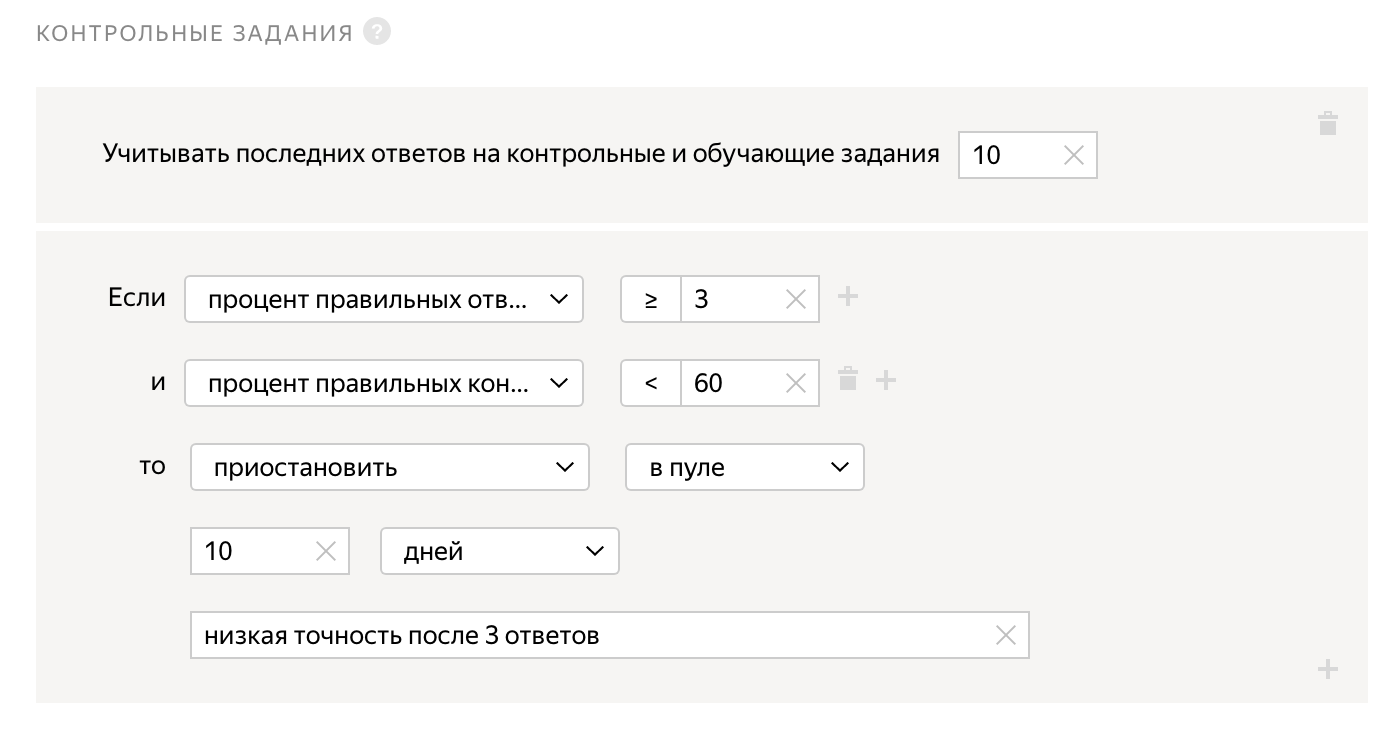 КОНТРОЛЬНЫЕ ЗАДАНИЯ ?
Учитывать последних ответов на контрольные и обучающие задания 10
Если процент правильных отв... ≥ 3
и процент правильных кон... < 60
то приостановить в пуле
10 дней
низкая точность после 3 ответов